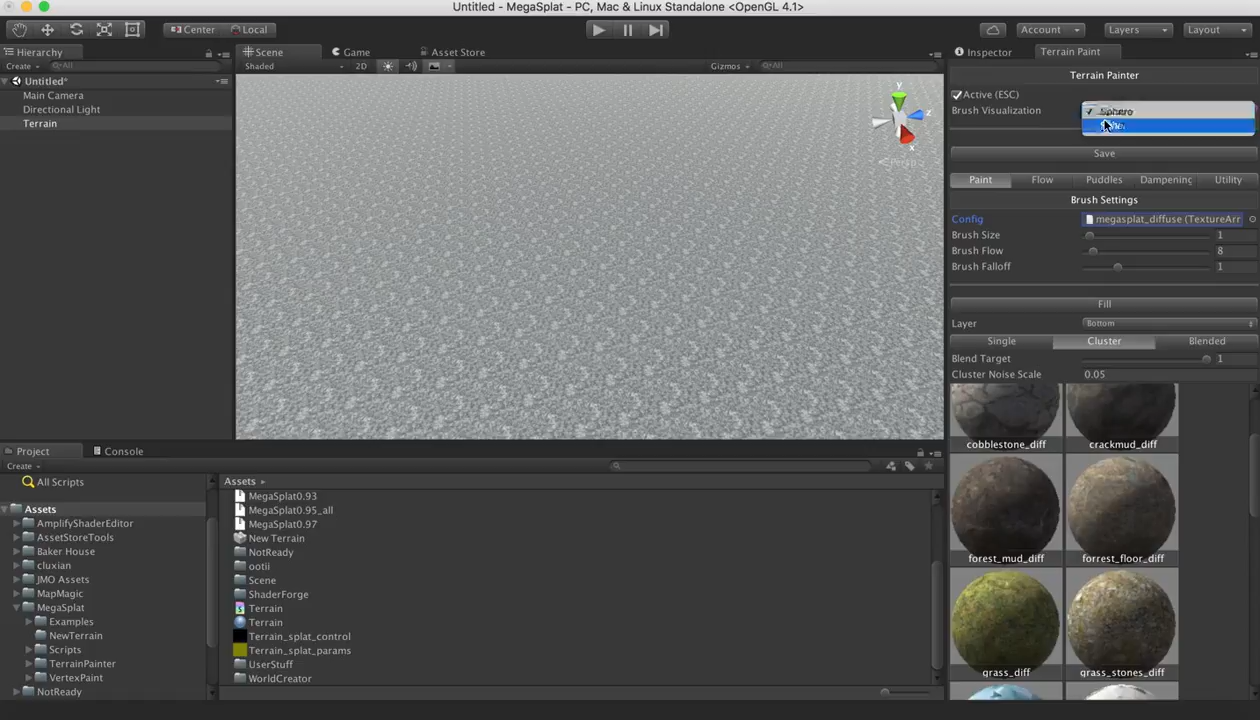 Untitled - MegaSplat - PC, Mac & Linux Standalone <OpenGL 4.1>
Center Local Account Layers Layout
Hierarchy Scene Game Asset Store Inspector Terrain Paint
Create All Shaded 2D Gizmos All
Untitled*
Main Camera
Directional Light
Terrain
y
z
x
Persp
Terrain Painter
Active (ESC)
Brush Visualization Sphere
Save
Paint Flow Puddles Dampening Utility
Brush Settings
Config megasplat_diffuse (TextureArr
Brush Size 1
Brush Flow 8
Brush Falloff 1
Fill
Layer Bottom
Single Cluster Blended
Blend Target 1
Cluster Noise Scale 0.05
cobblestone_diff crackmud_diff
forest_mud_diff forrest_floor_diff
grass_diff grass_stones_diff
Project Console
Create
All Scripts
Assets
AmplifyShaderEditor
AssetStoreTools
Baker House
cluxian
JMO Assets
MapMagic
MegaSplat
Examples
NewTerrain
Scripts
TerrainPainter
VertexPaint
NotReady
Assets
MegaSplat0.93
MegaSplat0.95_all
MegaSplat0.97
New Terrain
NotReady
ootii
Scene
ShaderForge
Terrain
Terrain
Terrain_splat_control
Terrain_splat_params
UserStuff
WorldCreator